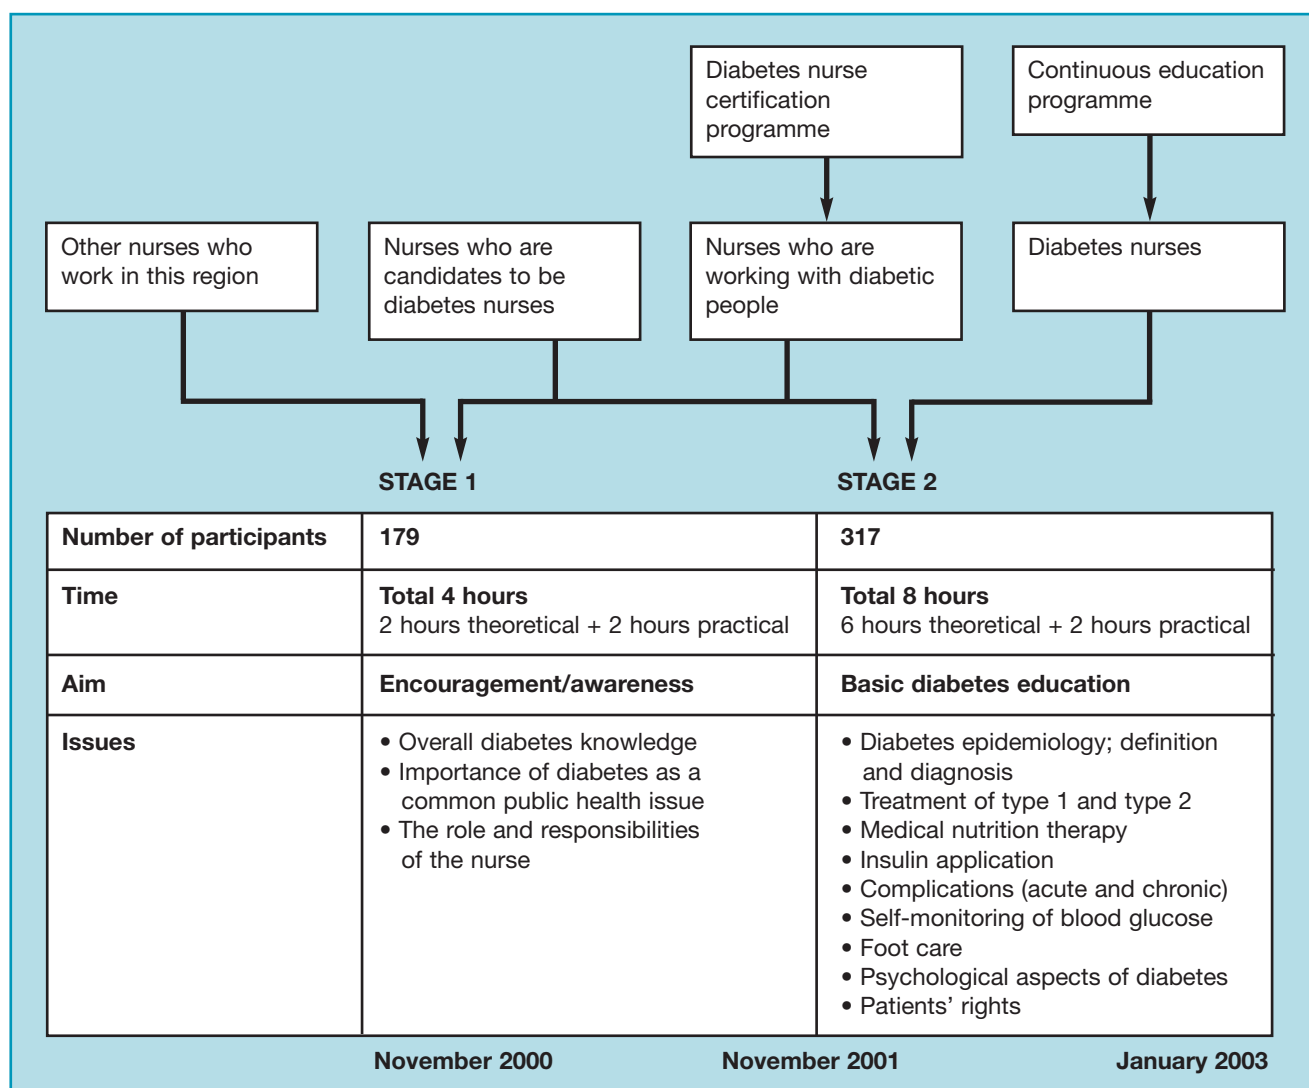 Diabetes nurse
certification
programme
Continuous education
programme
Other nurses who
work in this region
Nurses who are
candidates to be
diabetes nurses
Nurses who are
working with diabetic
people
Diabetes nurses
STAGE 1
STAGE 2
Number of participants
179
317
Time
Total 4 hours
2 hours theoretical + 2 hours practical
Total 8 hours
6 hours theoretical + 2 hours practical
Aim
Encouragement/awareness
Basic diabetes education
Issues
• Overall diabetes knowledge
• Importance of diabetes as a
common public health issue
• The role and responsibilities
of the nurse
• Diabetes epidemiology; definition
and diagnosis
• Treatment of type 1 and type 2
• Medical nutrition therapy
• Insulin application
• Complications (acute and chronic)
• Self-monitoring of blood glucose
• Foot care
• Psychological aspects of diabetes
• Patients’ rights
November 2000
November 2001
January 2003